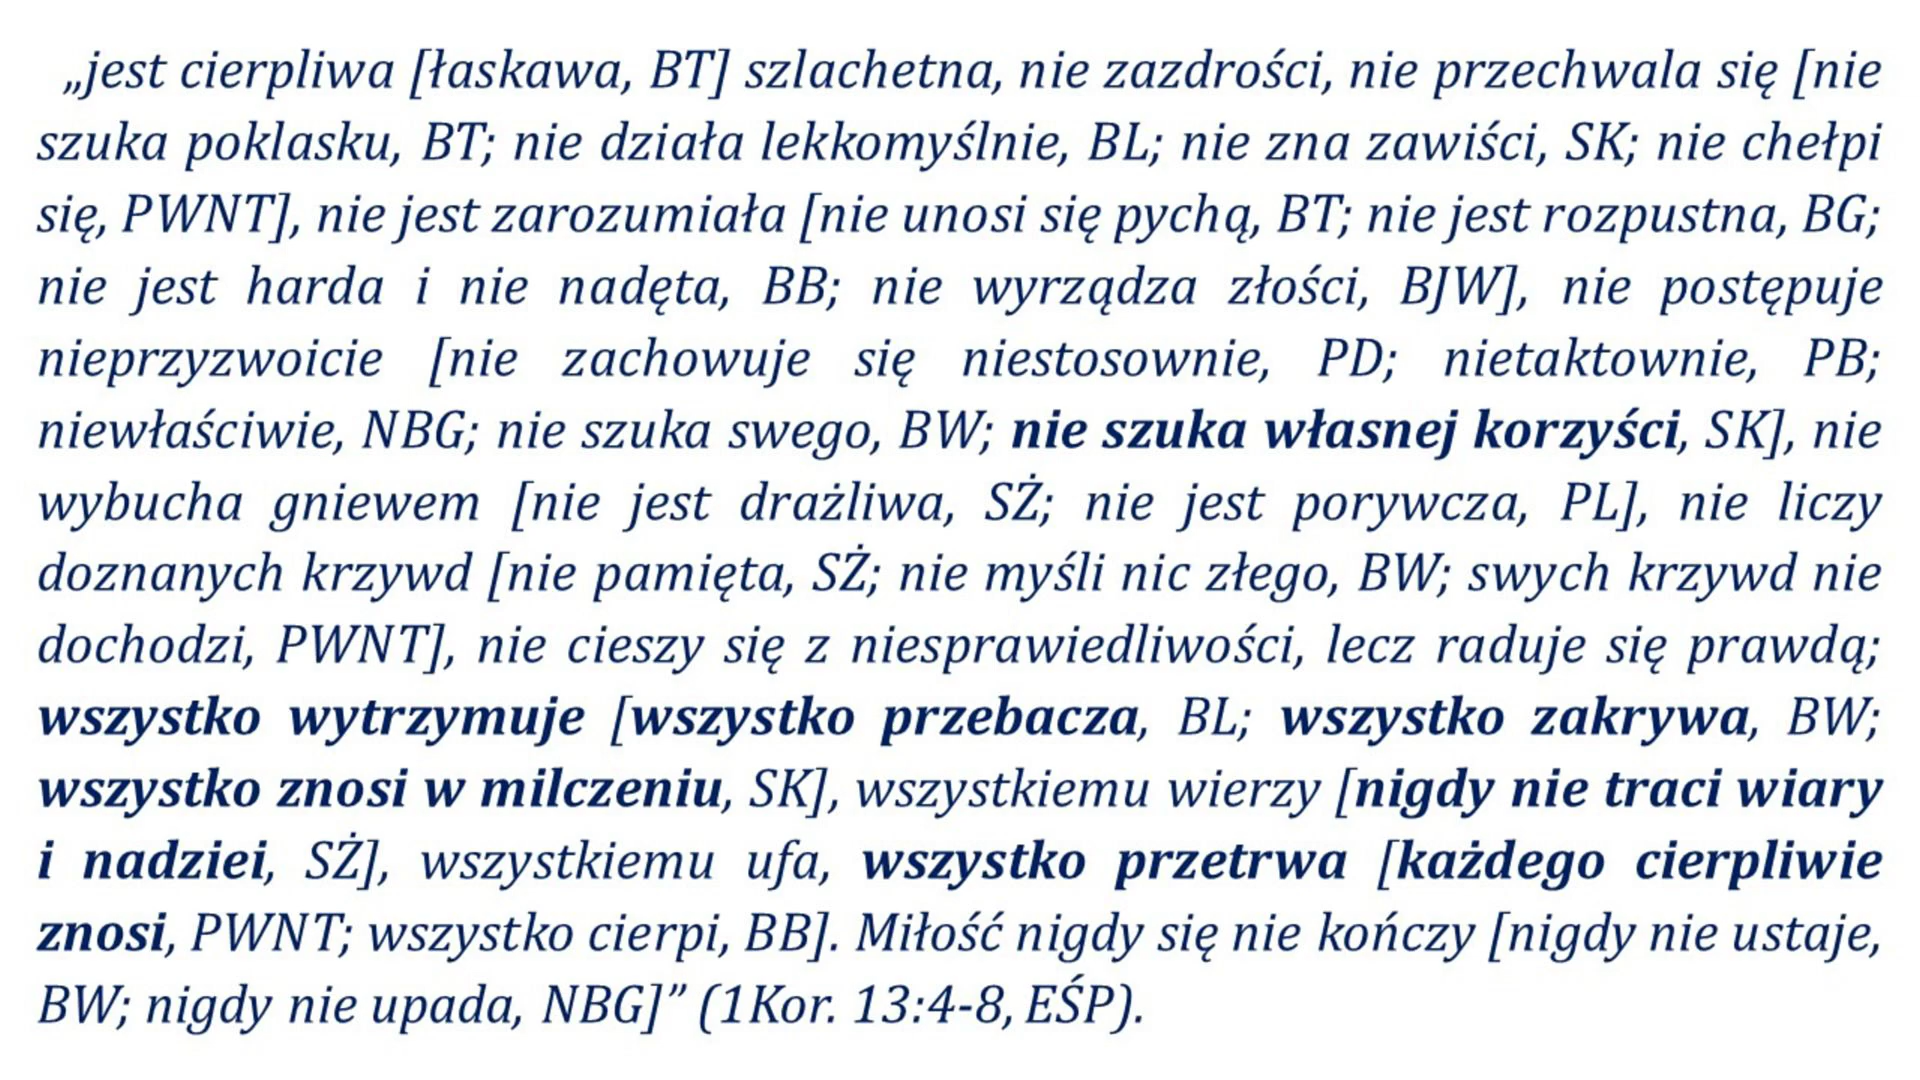 „jest cierpliwa [łaskawa, BT] szlachetna, nie zazdrości, nie przechwala się [nie
szuka poklasku, BT; nie działa lekkomyślnie, BL; nie zna zawiści, SK; nie chełpi
się, PWNT], nie jest zarozumiała [nie unosi się pychą, BT; nie jest rozpustna, BG;
nie jest harda i nie nadęta, BB; nie wyrządza złości, BJW], nie postępuje
nieprzyzwoicie [nie zachowuje się niestosownie, PD; nietaktownie, PB;
niewłaściwie, NBG; nie szuka swego, BW; nie szuka własnej korzyści, SK], nie
wybucha gniewem [nie jest drażliwa, SŻ; nie jest porywcza, PL], nie liczy
doznanych krzywd [nie pamięta, SŻ; nie myśli nic złego, BW; swych krzywd nie
dochodzi, PWNT], nie cieszy się z niesprawiedliwości, lecz raduje się prawdą;
wszystko wytrzymuje [wszystko przebacza, BL; wszystko zakrywa, BW;
wszystko znosi w milczeniu, SK], wszystkiemu wierzy [nigdy nie traci wiary
i nadziei, SŻ], wszystkiemu ufa, wszystko przetrwa [każdego cierpliwie
znosi, PWNT; wszystko cierpi, BB]. Miłość nigdy się nie kończy [nigdy nie ustaje,
BW; nigdy nie upada, NBG]” (1Kor. 13:4-8, EŚP).